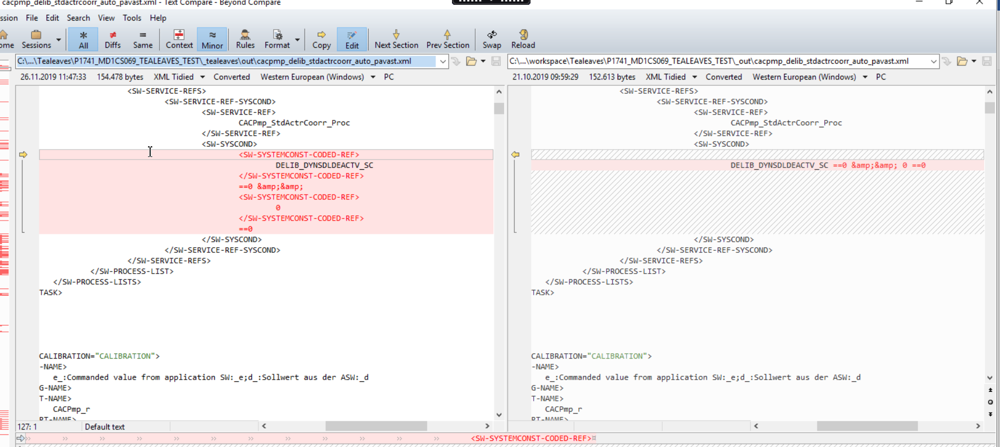 cacpmp_delib_stdactrcoorr_auto_pavast.xml - Text Compare - Beyond Compare
ssion File Edit Search View Tools Help
ome Sessions All Diffs Same Context Minor Rules Format Copy Edit Next Section Prev Section Swap Reload
C:\...\Tealeaves\P1741_MD1CS069_TEALEAVES_TEST\_tealeaves\out\cacpmp_delib_stdactrcoorr_auto_pavast.xml
26.11.2019 11:47:33 154.478 bytes XML Tidied Converted Western European (Windows) PC
<SW-SERVICE-REFS>
<SW-SERVICE-REF-SYSCOND>
<SW-SERVICE-REF>
CACPmp_StdActrCoorr_Proc
</SW-SERVICE-REF>
<SW-SYSCOND>
<SW-SYSTEMCONST-CODED-REF>
DELIB_DYNSDLDEACTV_SC
</SW-SYSTEMCONST-CODED-REF>
==0 &amp;&amp;
<SW-SYSTEMCONST-CODED-REF>
0
</SW-SYSTEMCONST-CODED-REF>
==0
</SW-SYSCOND>
</SW-SERVICE-REF-SYSCOND>
</SW-SERVICE-REFS>
</SW-PROCESS-LIST>
</SW-PROCESS-LISTS>
TASK>
CALIBRATION="CALIBRATION">
-NAME>
e_:Commanded value from application SW:_e;d_:Sollwert aus der ASW:_d
G-NAME>
T-NAME>
CACPmp_r
RT-NAME>
127: 1 Default text
C:\...\workspace\Tealeaves\P1741_MD1CS069_TEALEAVES_TEST\_out\cacpmp_delib_stdactrcoorr_auto_pavast.xml
21.10.2019 09:59:29 152.613 bytes XML Tidied Converted Western European (Windows) PC
<SW-SERVICE-REFS>
<SW-SERVICE-REF-SYSCOND>
<SW-SERVICE-REF>
CACPmp_StdActrCoorr_Proc
</SW-SERVICE-REF>
<SW-SYSCOND>
DELIB_DYNSDLDEACTV_SC ==0 &amp;&amp; 0 ==0
</SW-SYSCOND>
</SW-SERVICE-REF-SYSCOND>
</SW-SERVICE-REFS>
</SW-PROCESS-LIST>
</SW-PROCESS-LISTS>
TASK>
CALIBRATION="CALIBRATION">
-NAME>
e_:Commanded value from application SW:_e;d_:Sollwert aus der ASW:_d
G-NAME>
T-NAME>
CACPmp_r
RT-NAME>
<SW-SYSTEMCONST-CODED-REF>¤